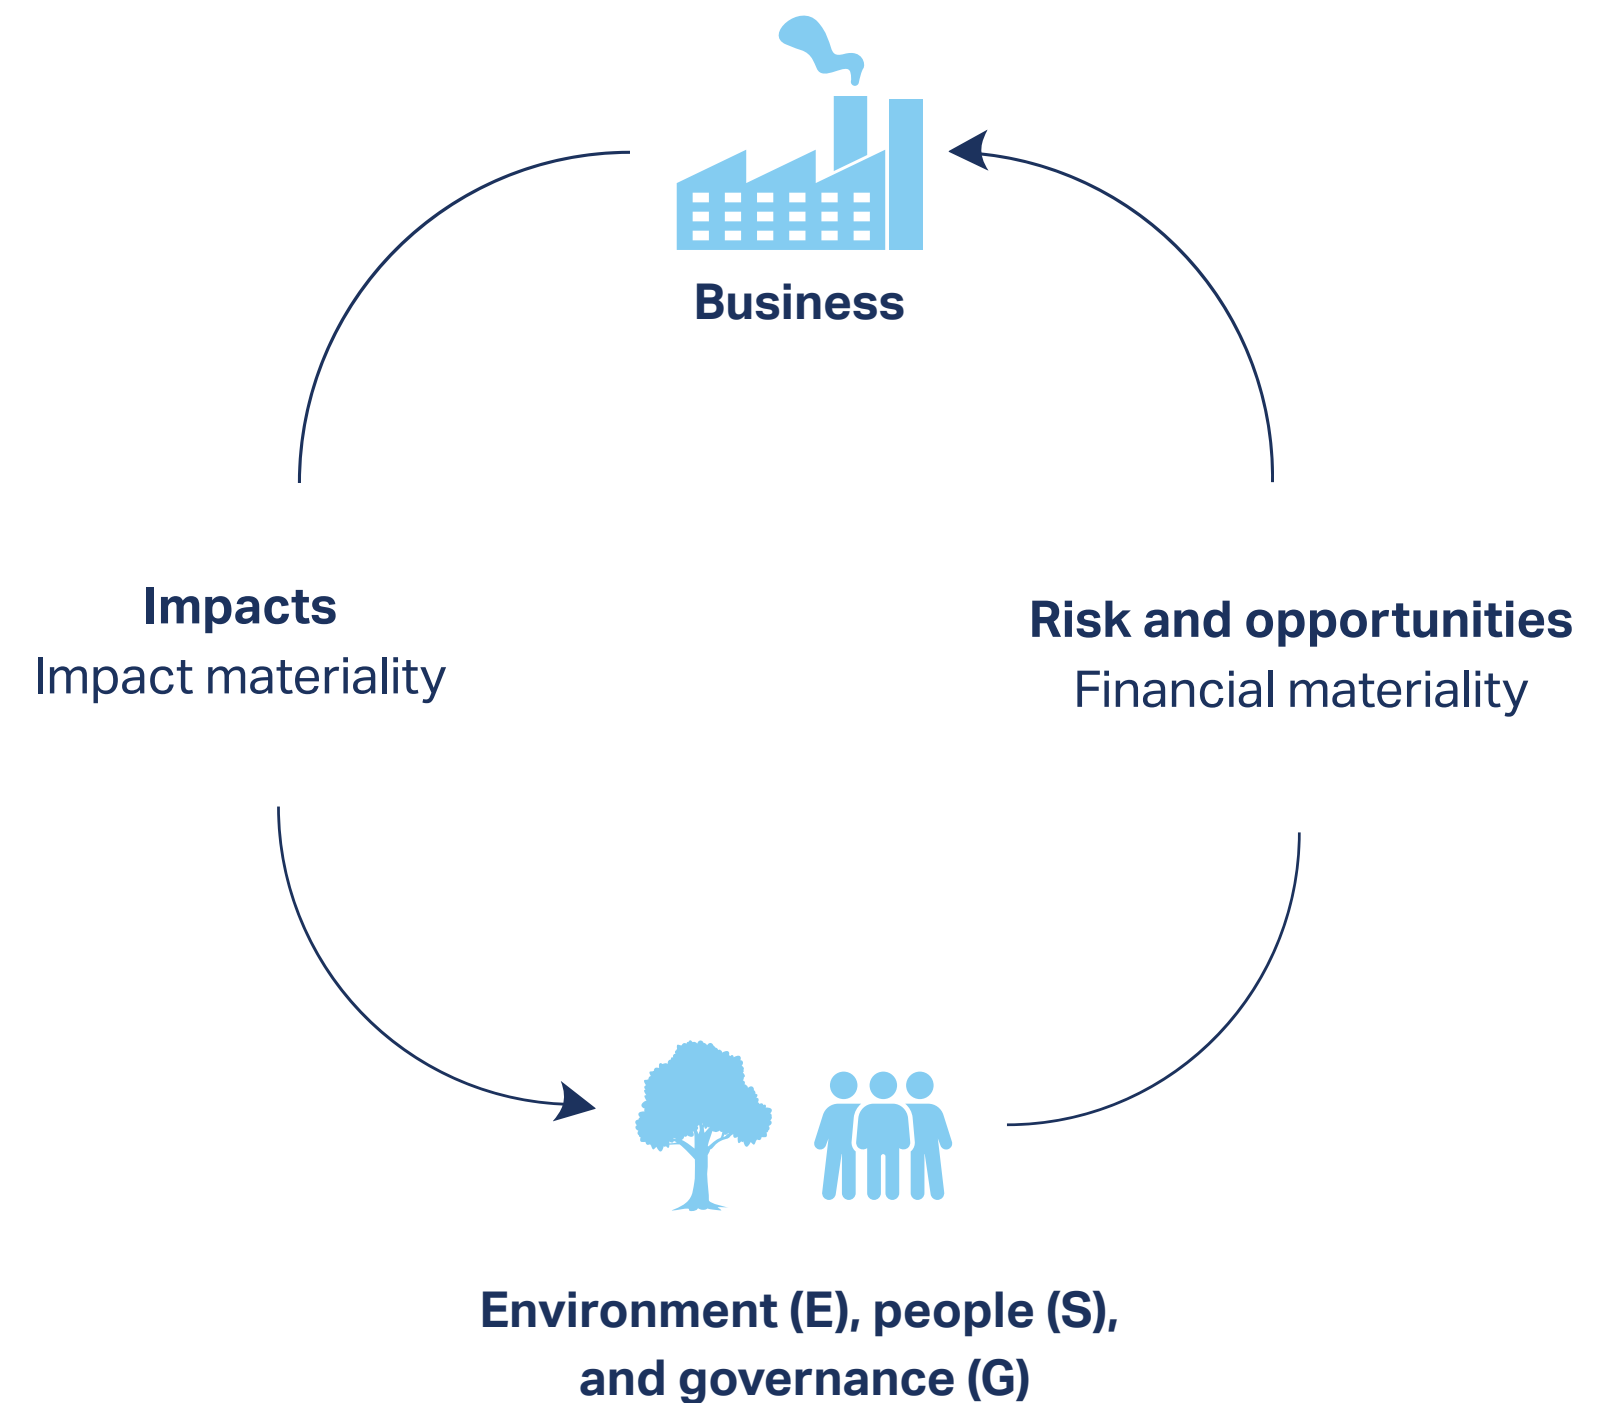 Business
Impacts
Impact materiality
Risk and opportunities
Financial materiality
Environment (E), people (S),
and governance (G)